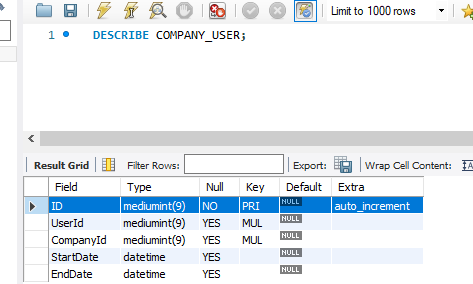 Limit to 1000 rows
1 DESCRIBE COMPANY_USER;
Result Grid Filter Rows: Export: Wrap Cell Content:
Field Type Null Key Default Extra
ID mediumint(9) NO PRI NULL auto_increment
UserId mediumint(9) YES MUL NULL
CompanyId mediumint(9) YES MUL NULL
StartDate datetime YES NULL
EndDate datetime YES NULL